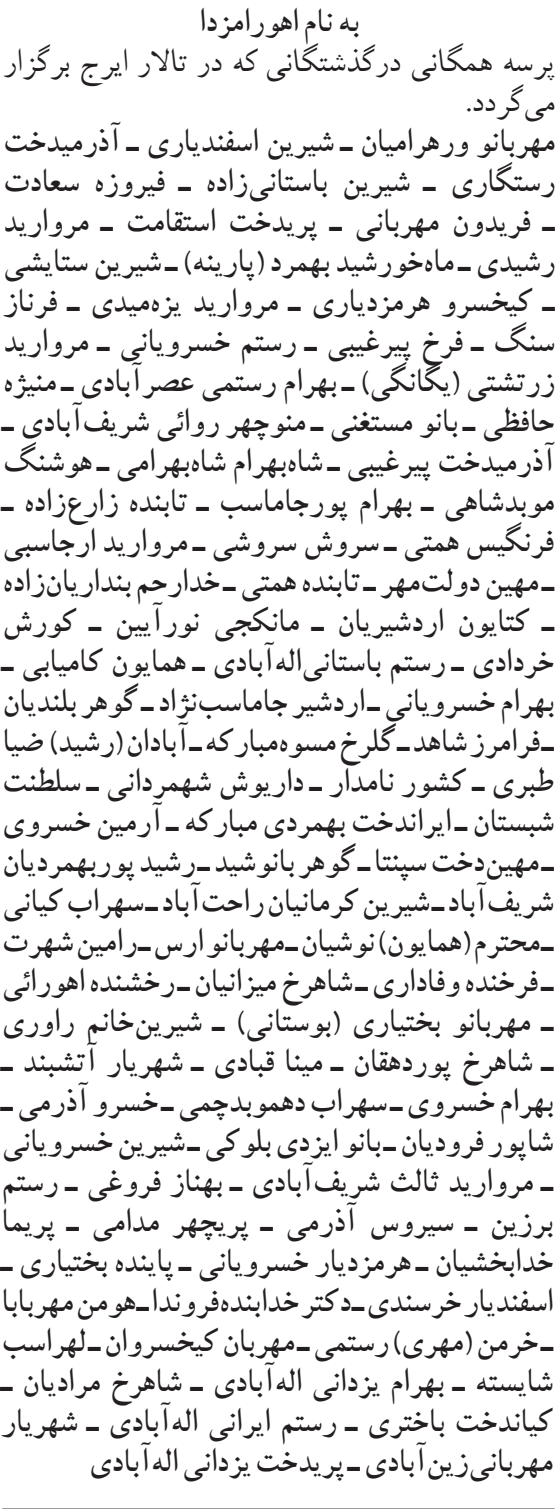 به نام اهورامزدا
پرسه همگانی درگذشتگانی که در تالار ایرج برگزار
می‌گردد.
مهربانو ورهرامیان ـ شیرین اسفندیاری ـ آذرمیدخت
رستگاری ـ شیرین باستانی‌زاده ـ فیروزه سعادت
ـ فریدون مهربانی ـ پریدخت استقامت ـ مروارید
رشیدی ـ ماه‌خورشید بهمرد (پارینه) ـ شیرین ستایشی
ـ کیخسرو هرمزدیاری ـ مروارید یزه‌میدی ـ فرناز
سنگ ـ فرخ پیرغیبی ـ رستم خسرویانی ـ مروارید
زرتشتی (یگانگی) ـ بهرام رستمی عصرآبادی ـ منیژه
حافظی ـ بانو مستغنی ـ منوچهر روائی شریف‌آبادی ـ
آذرمیدخت پیرغیبی ـ شاه‌بهرام شاه‌بهرامی ـ هوشنگ
موبدشاهی ـ بهرام پورجاماسب ـ تابنده زارع‌زاده ـ
فرنگیس همتی ـ سروش سروشی ـ مروارید ارجاسبی
ـ مهین دولت‌مهر ـ تابنده همتی ـ خدارحم بنداریان‌زاده
ـ کتایون اردشیریان ـ مانکجی نورآیین ـ کورش
خردادی ـ رستم باستانی‌اله‌آبادی ـ همایون کامیابی ـ
بهرام خسرویانی ـ اردشیر جاماسب‌نژاد ـ گوهر بلندیان
ـ فرامرز شاهد ـ گلرخ مسوه‌مبارکه ـ آبادان (رشید) ضیا
طبری ـ کشور نامدار ـ داریوش شهمردانی ـ سلطنت
شبستان ـ ایراندخت بهمردی مبارکه ـ آرمین خسروی
ـ مهین‌دخت سپنتا ـ گوهر بانوشید ـ رشید پوربهمردیان
شریف‌آباد ـ شیرین کرمانیان راحت‌آباد ـ سهراب کیانی
ـ محترم (همایون) نوشیان ـ مهربانو ارس ـ رامین شهرت
ـ فرخنده وفاداری ـ شاهرخ میزانیان ـ رخشنده اهورائی
ـ مهربانو بختیاری (بوستانی) ـ شیرین‌خانم راوری
ـ شاهرخ پوردهقان ـ مینا قبادی ـ شهریار آتشبند ـ
بهرام خسروی ـ سهراب دهموبدچمی ـ خسرو آذرمی ـ
شاپور فرودیان ـ بانو ایزدی بلوکی ـ شیرین خسرویانی
ـ مروارید ثالث شریف‌آبادی ـ بهناز فروغی ـ رستم
برزین ـ سیروس آذرمی ـ پریچهر مدامی ـ پریما
خدابخشیان ـ هرمزدیار خسرویانی ـ پاینده بختیاری ـ
اسفندیار خرسندی ـ دکتر خدابنده‌فروندا ـ هومن مهربابا
ـ خرمن (مهری) رستمی ـ مهربان کیخسروان ـ لهراسب
شایسته ـ بهرام یزدانی اله‌آبادی ـ شاهرخ مرادیان ـ
کیاندخت باختری ـ رستم ایرانی اله‌آبادی ـ شهریار
مهربانی‌زین‌آبادی ـ پریدخت یزدانی اله‌آبادی